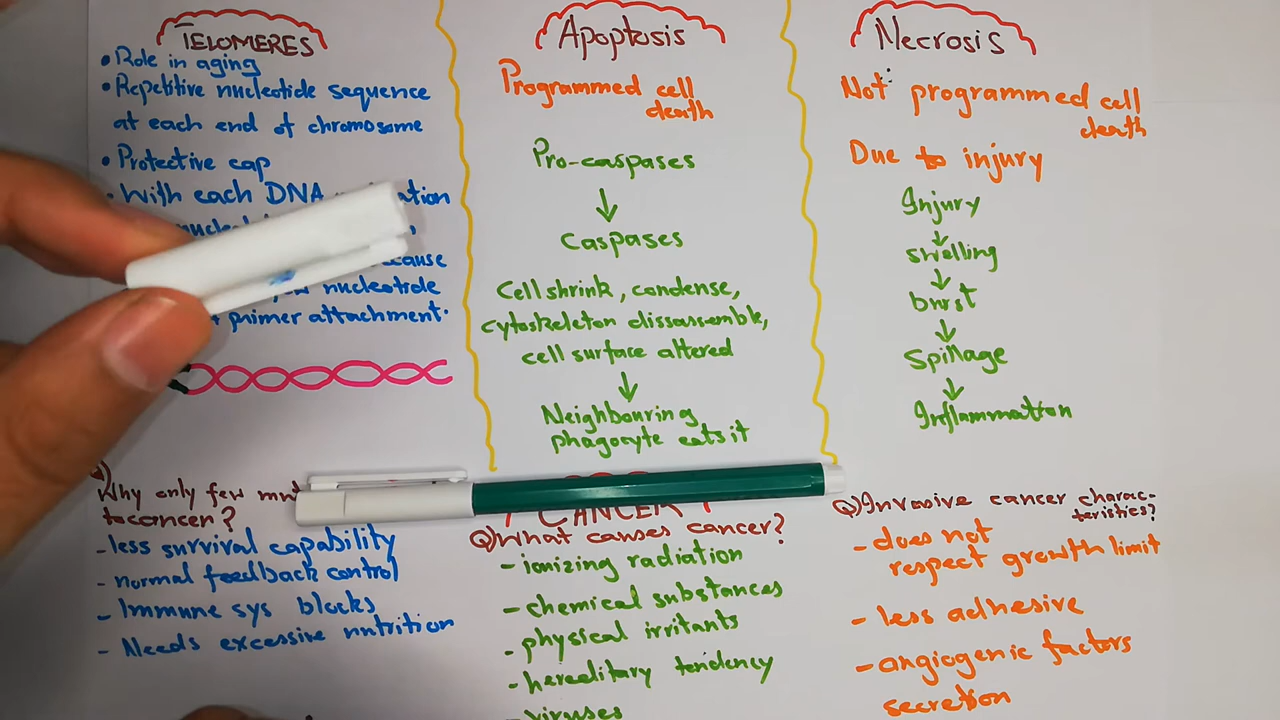 TELOMERES
• Role in aging
• Repetitive nucleotide sequence
at each end of chromosome
• Protective cap
• With each DNA
nucleotide
primer attachment.
Apoptosis
Programmed cell
death
Pro-caspases
↓
Caspases
Cell shrink, condense,
cytoskeleton dissassemble,
cell surface altered
↓
Neighbouring
phagocyte eats it
Necrosis
Not programmed cell
death
Due to injury
Injury
↓
swelling
↓
burst
↓
Spillage
↓
Inflammation
Why only few
to cancer?
- less survival capability
- normal feedback control
- Immune sys blocks
- Needs excessive nutrition
CANCER
Q) What causes cancer?
- ionizing radiation
- chemical substances
- physical irritants
- hereditary tendency
- viruses
Q) Invasive cancer charac-
teristics?
- does not
respect growth limit
- less adhesive
- angiogenic factors
secretion